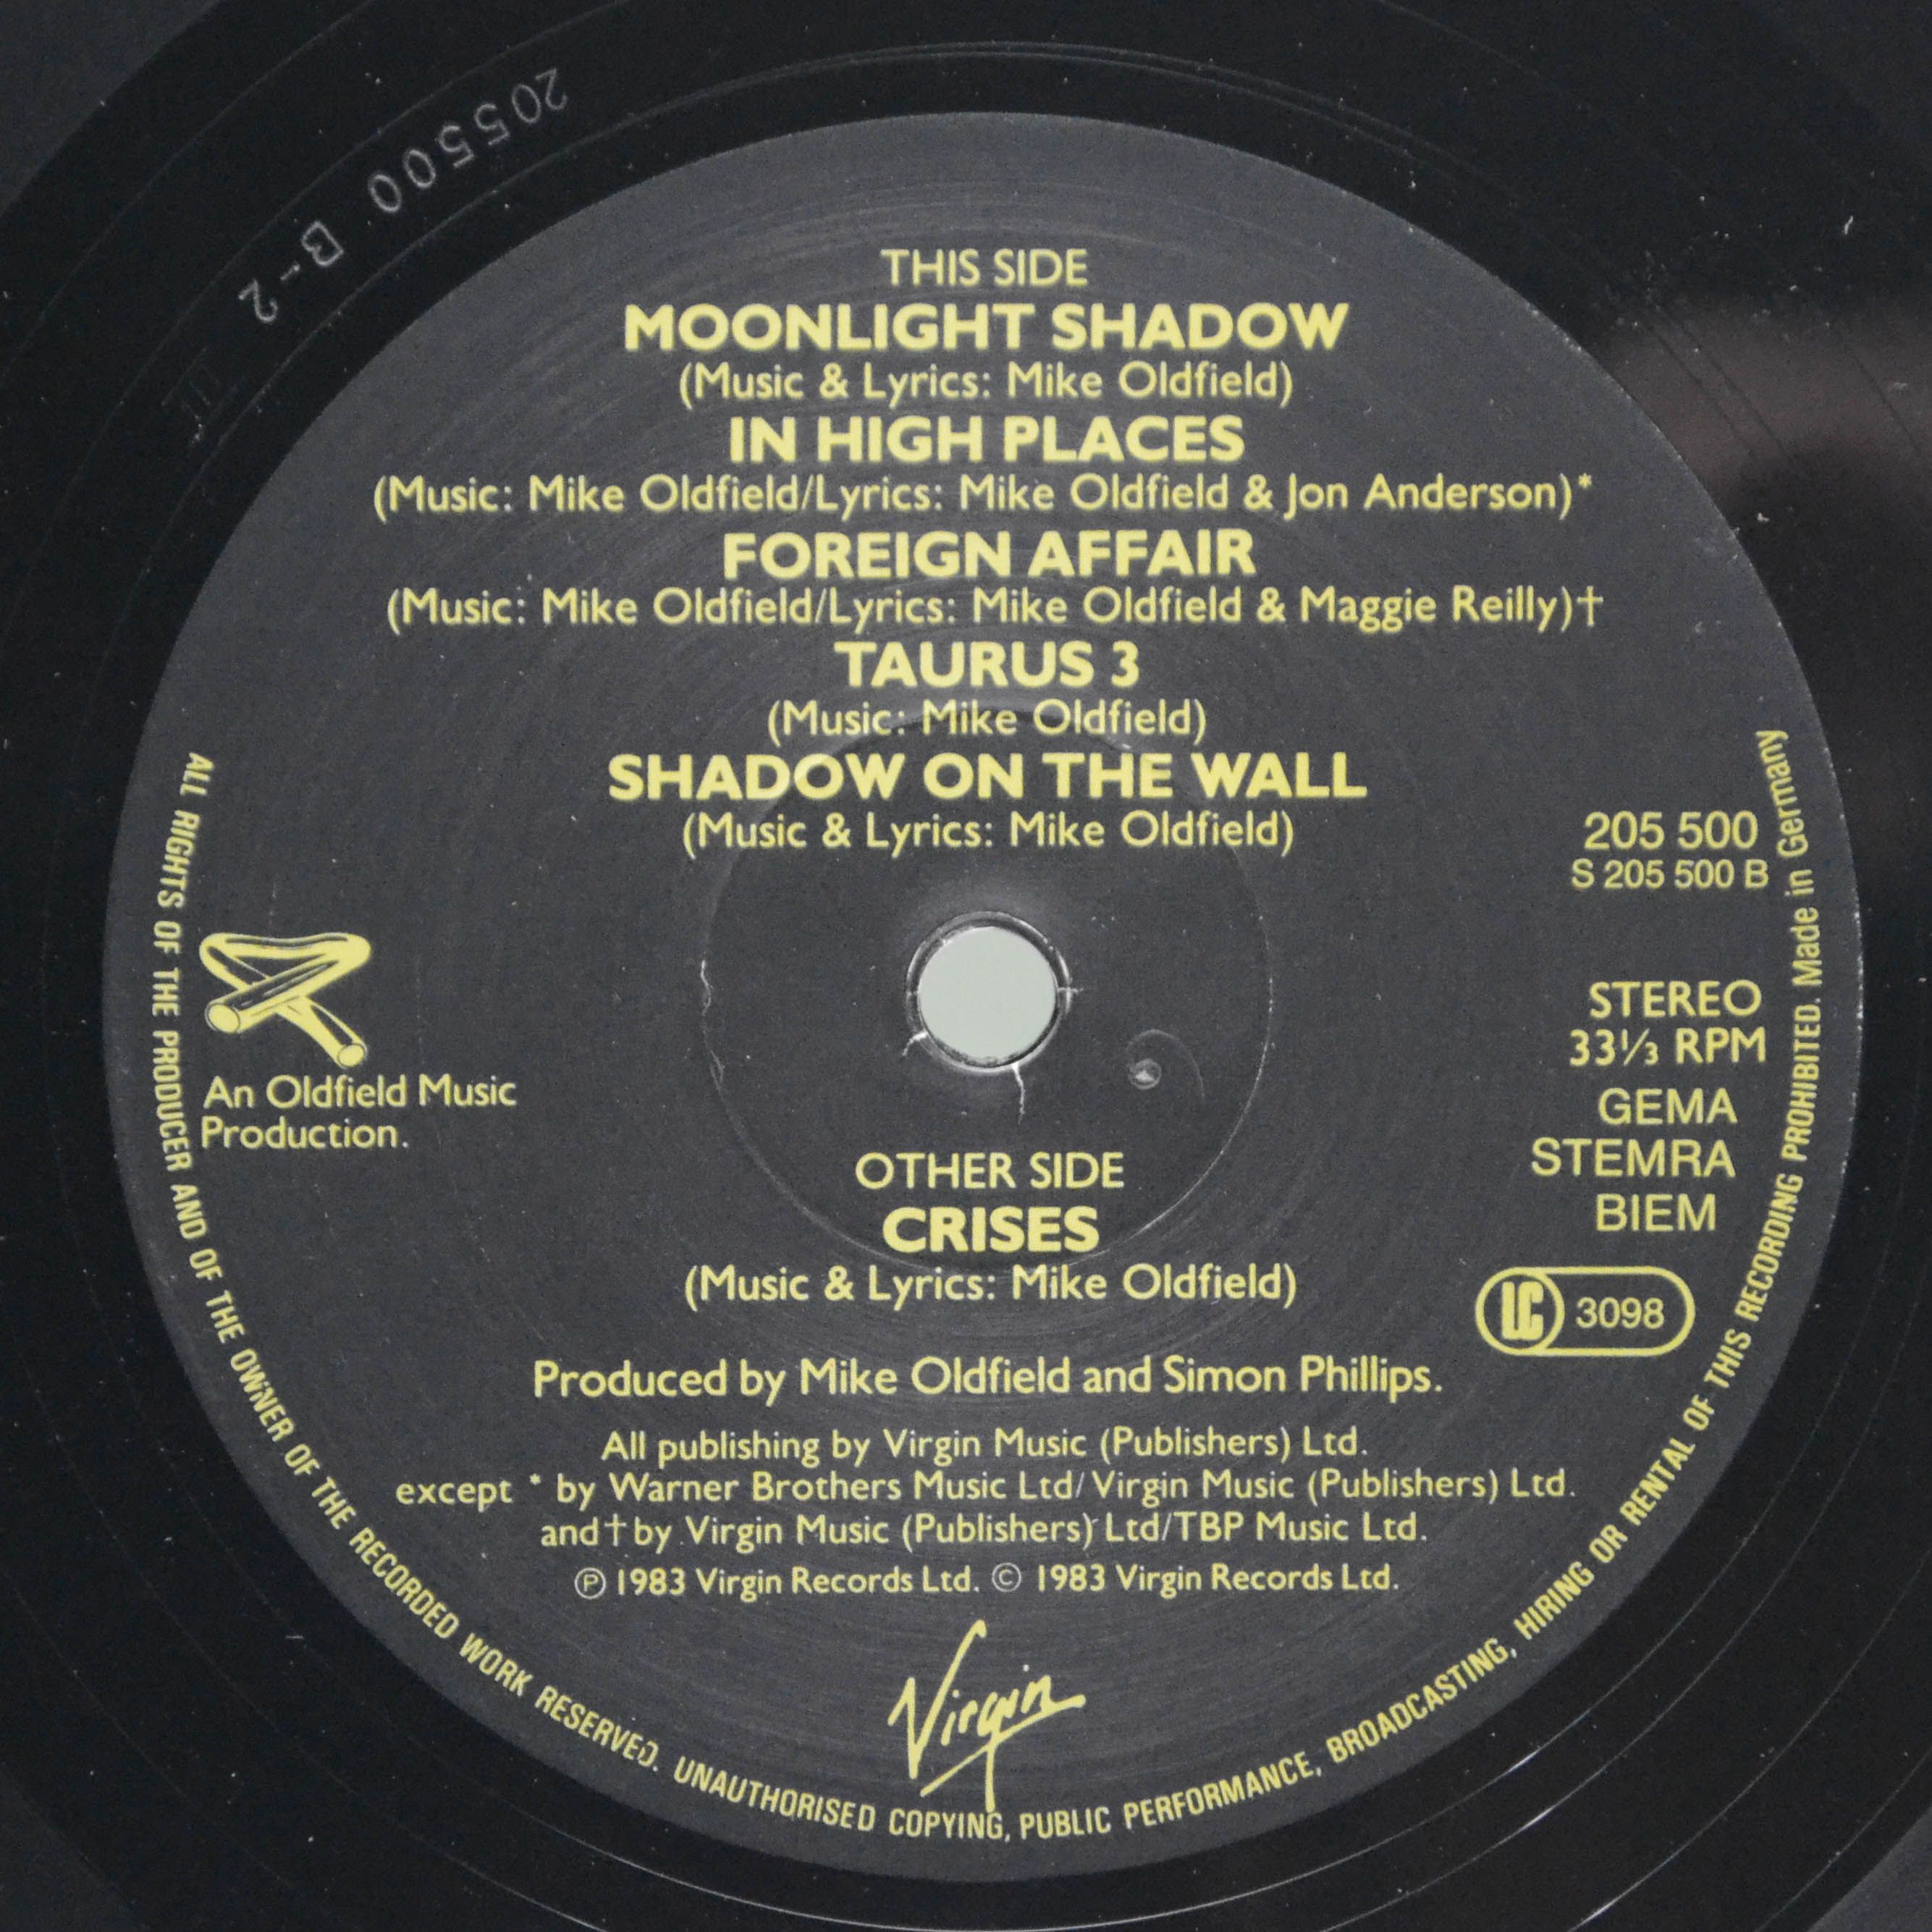 205500 B-2
THIS SIDE
MOONLIGHT SHADOW
(Music & Lyrics: Mike Oldfield)
IN HIGH PLACES
(Music: Mike Oldfield/Lyrics: Mike Oldfield & Jon Anderson)*
FOREIGN AFFAIR
(Music: Mike Oldfield/Lyrics: Mike Oldfield & Maggie Reilly)†
TAURUS 3
(Music: Mike Oldfield)
SHADOW ON THE WALL
(Music & Lyrics: Mike Oldfield)
205 500
S 205 500 B
STEREO
33⅓ RPM
GEMA
STEMRA
BIEM
LC 3098
An Oldfield Music
Production.
OTHER SIDE
CRISES
(Music & Lyrics: Mike Oldfield)
Produced by Mike Oldfield and Simon Phillips.
All publishing by Virgin Music (Publishers) Ltd.
except * by Warner Brothers Music Ltd/Virgin Music (Publishers) Ltd.
and † by Virgin Music (Publishers) Ltd/TBP Music Ltd.
℗ 1983 Virgin Records Ltd. © 1983 Virgin Records Ltd.
Virgin
ALL RIGHTS OF THE PRODUCER AND OF THE OWNER OF THE RECORDED WORK RESERVED. UNAUTHORISED COPYING, PUBLIC PERFORMANCE, BROADCASTING, HIRING OR RENTAL OF THIS RECORDING PROHIBITED. Made in Germany